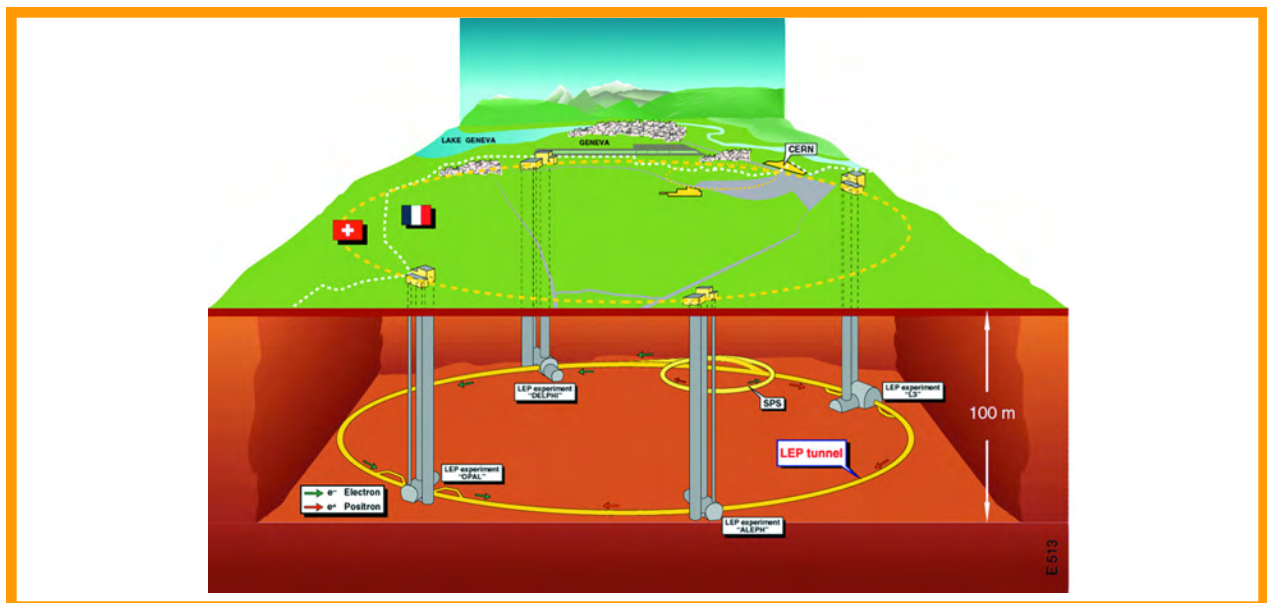 LAKE GENEVA
GENEVA
CERN
LEP experiment
"DELPHI"
SPS
LEP experiment
"L3"
100 m
LEP tunnel
LEP experiment
"OPAL"
e⁻ Electron
e⁺ Positron
LEP experiment
"ALEPH"
E 513